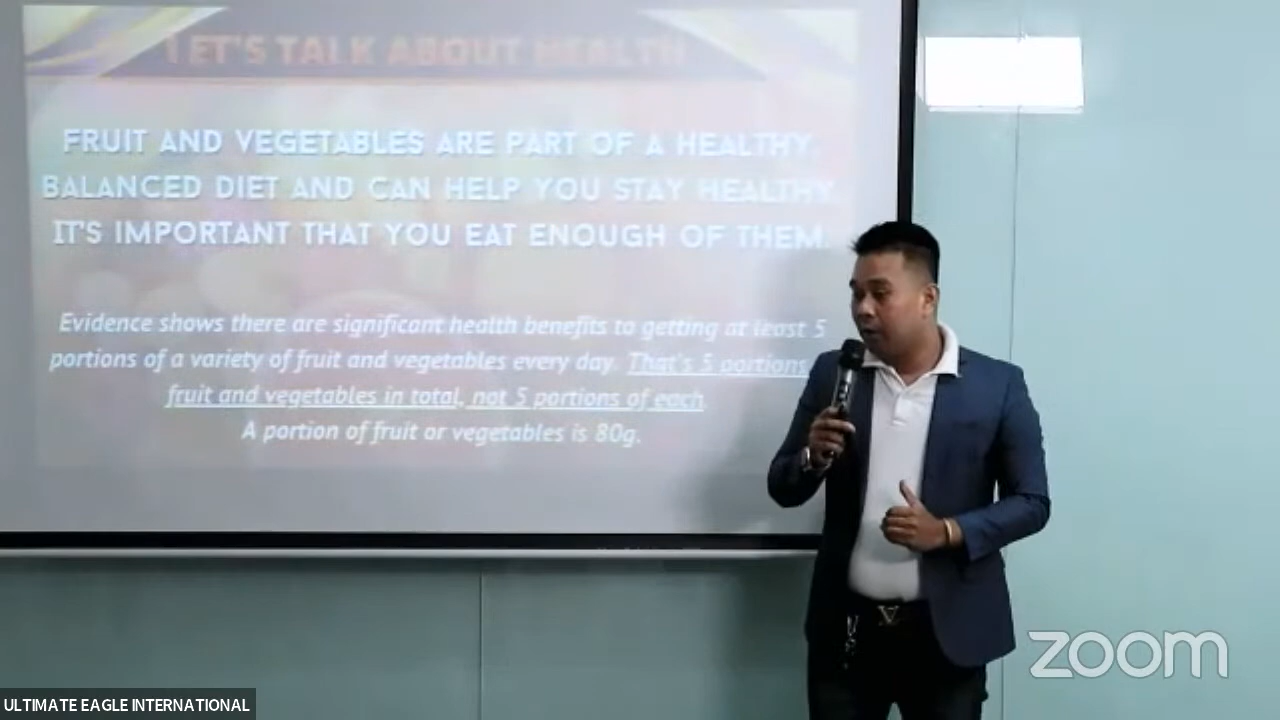 LET'S TALK ABOUT HEALTH
FRUIT AND VEGETABLES ARE PART OF A HEALTHY,
BALANCED DIET AND CAN HELP YOU STAY HEALTHY.
IT'S IMPORTANT THAT YOU EAT ENOUGH OF THEM.
Evidence shows there are significant health benefits to getting at least 5
portions of a variety of fruit and vegetables every day. That's 5 portions
fruit and vegetables in total, not 5 portions of each.
A portion of fruit or vegetables is 80g.
zoom
ULTIMATE EAGLE INTERNATIONAL